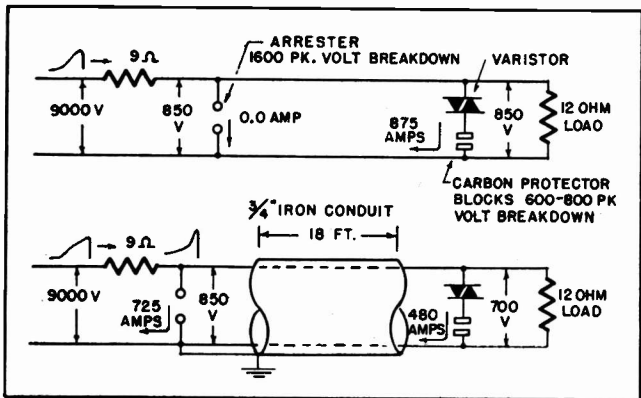 ARRESTER
1600 PK. VOLT BREAKDOWN
VARISTOR
9 Ω
9000 V
850
V
0.0 AMP
875
AMPS
850
V
12 OHM
LOAD
CARBON PROTECTOR
BLOCKS 600-800 PK
VOLT BREAKDOWN
3/4" IRON CONDUIT
18 FT.
9 Ω
9000 V
725
AMPS
850
V
480
AMPS
700
V
12 OHM
LOAD